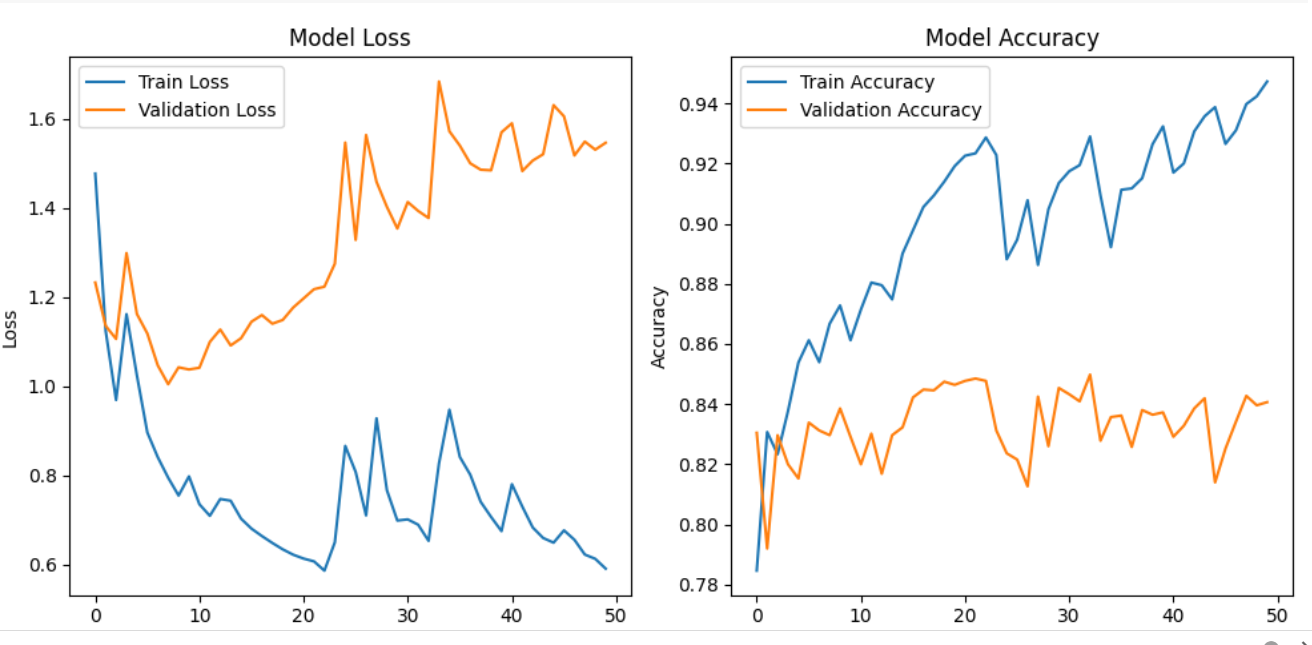 Model Loss
Train Loss
Validation Loss
Loss
1.6
1.4
1.2
1.0
0.8
0.6
0 10 20 30 40 50
Model Accuracy
Train Accuracy
Validation Accuracy
Accuracy
0.94
0.92
0.90
0.88
0.86
0.84
0.82
0.80
0.78
0 10 20 30 40 50